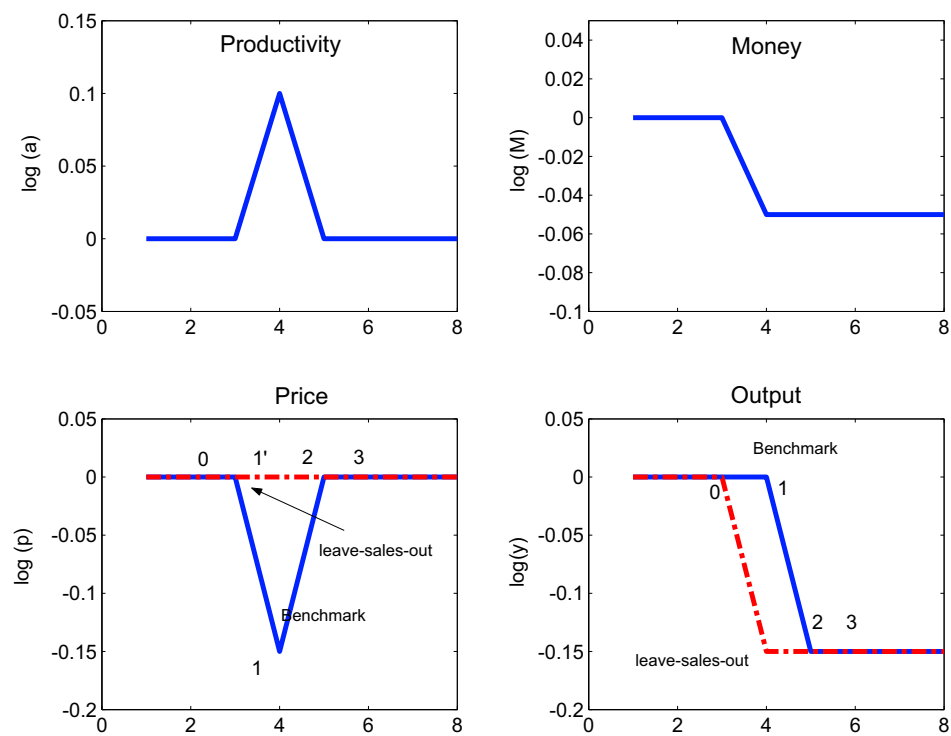 Productivity
log (a)
0.15
0.1
0.05
0
-0.05
0 2 4 6 8
Money
log (M)
0.04
0.02
0
-0.02
-0.04
-0.06
-0.08
-0.1
0 2 4 6 8
Price
log (p)
0.05
0
-0.05
-0.1
-0.15
-0.2
0 1' 2 3
leave-sales-out
Benchmark
1
0 2 4 6 8
Output
log(y)
0.05
0
-0.05
-0.1
-0.15
-0.2
Benchmark
0 1
2 3
leave-sales-out
0 2 4 6 8